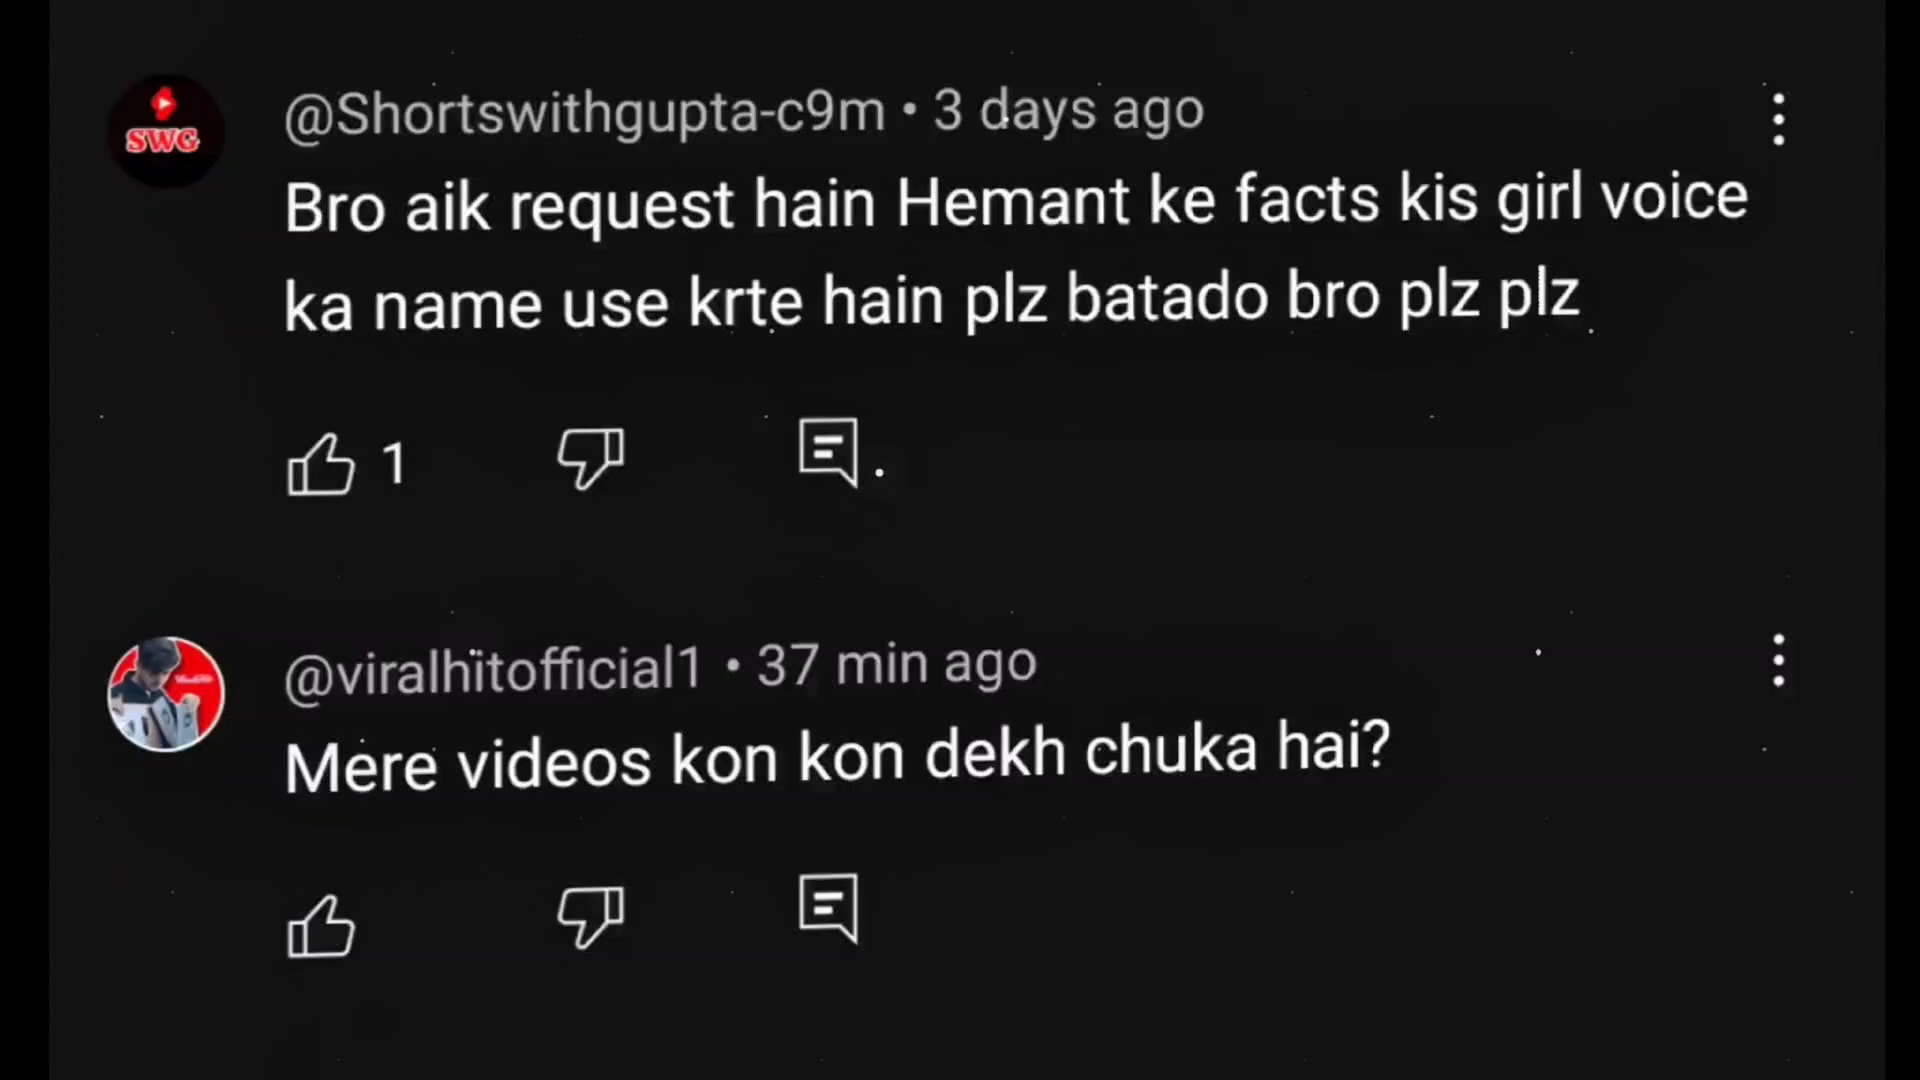 SWG
@Shortswithgupta-c9m • 3 days ago
Bro aik request hain Hemant ke facts kis girl voice
ka name use krte hain plz batado bro plz plz
1
@viralhitofficial1 • 37 min ago
Mere videos kon kon dekh chuka hai?